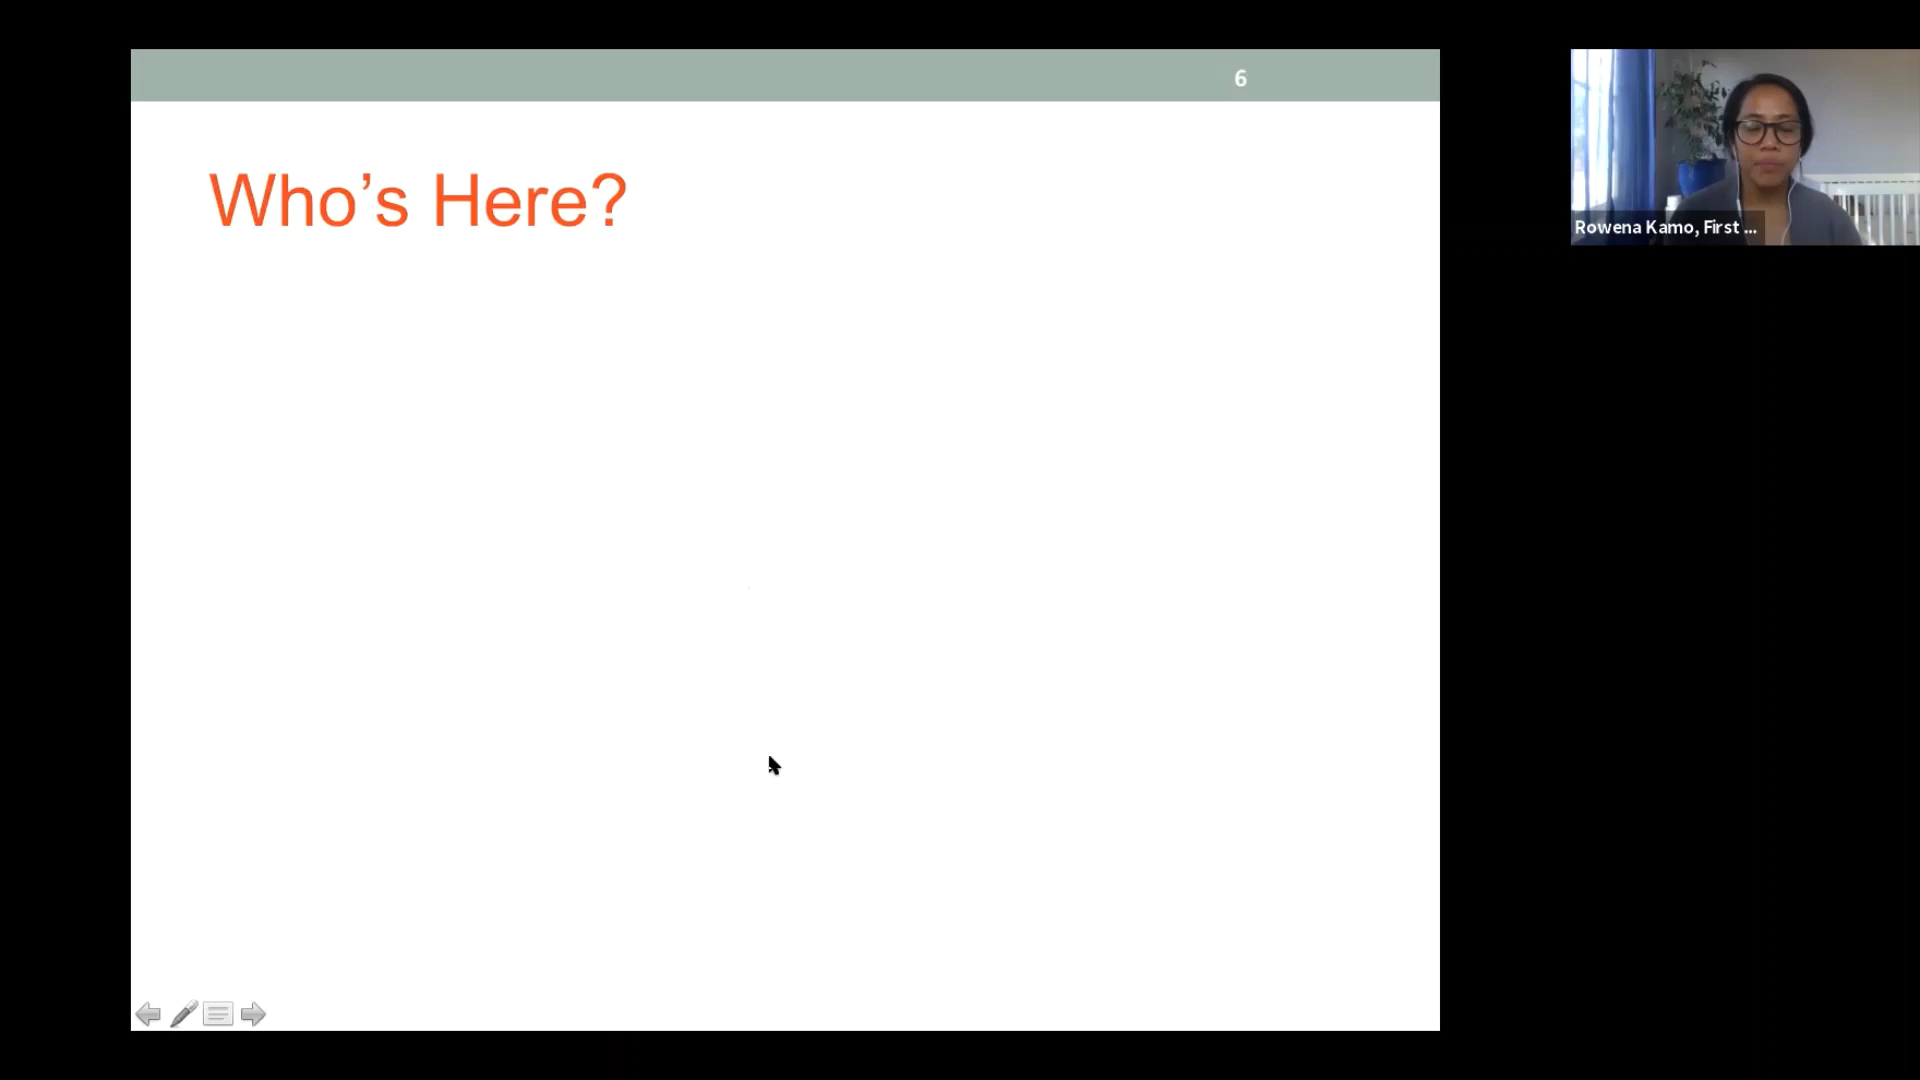 6
Who’s Here?
Rowena Kamo, First ...